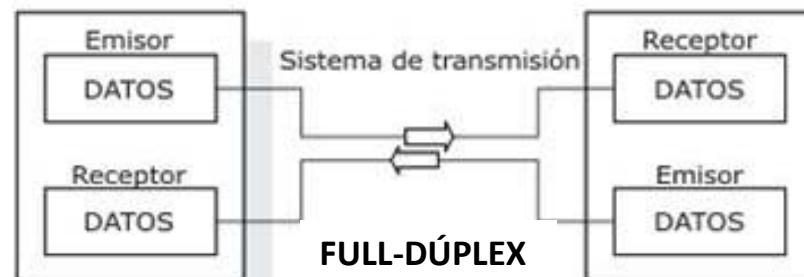 Emisor
DATOS
Sistema de transmisión
Receptor
DATOS
Receptor
DATOS
Emisor
DATOS
FULL-DÚPLEX